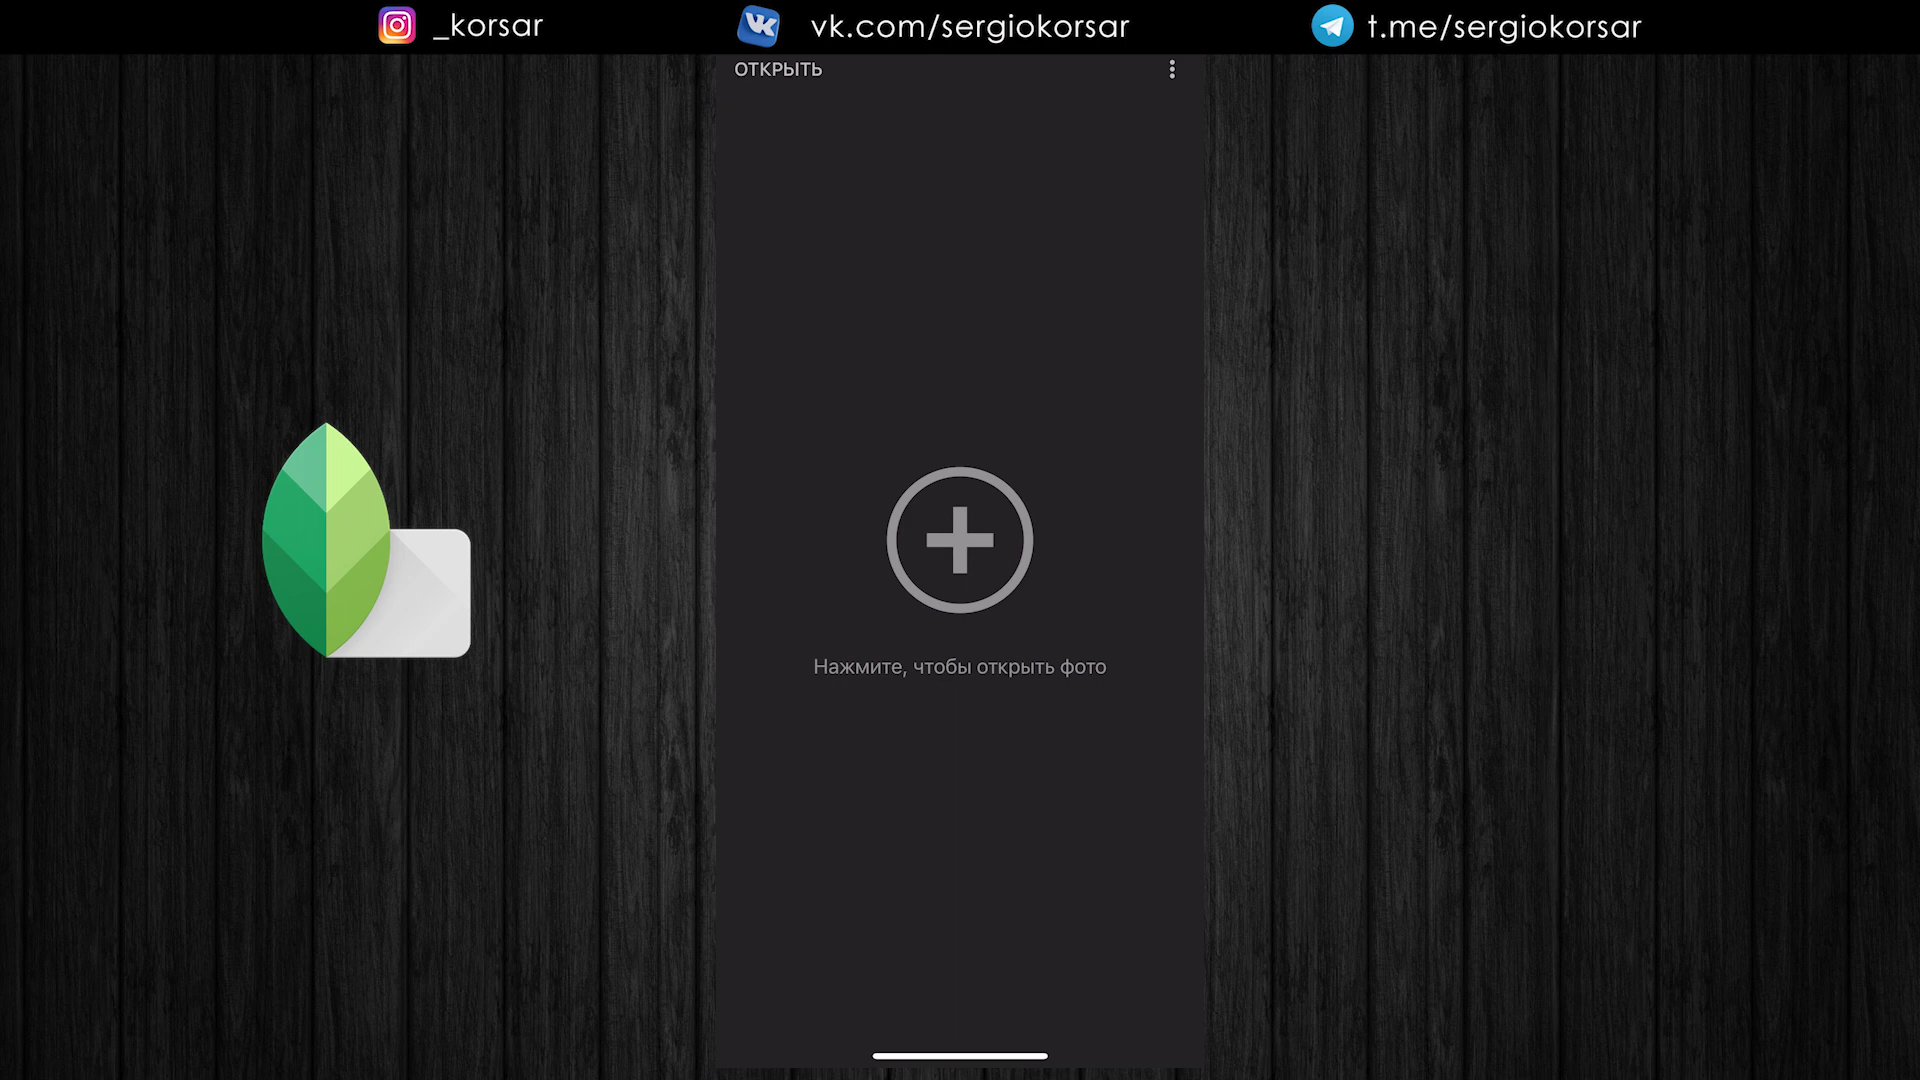 _korsar
vk.com/sergiokorsar
t.me/sergiokorsar
ОТКРЫТЬ
Нажмите, чтобы открыть фото